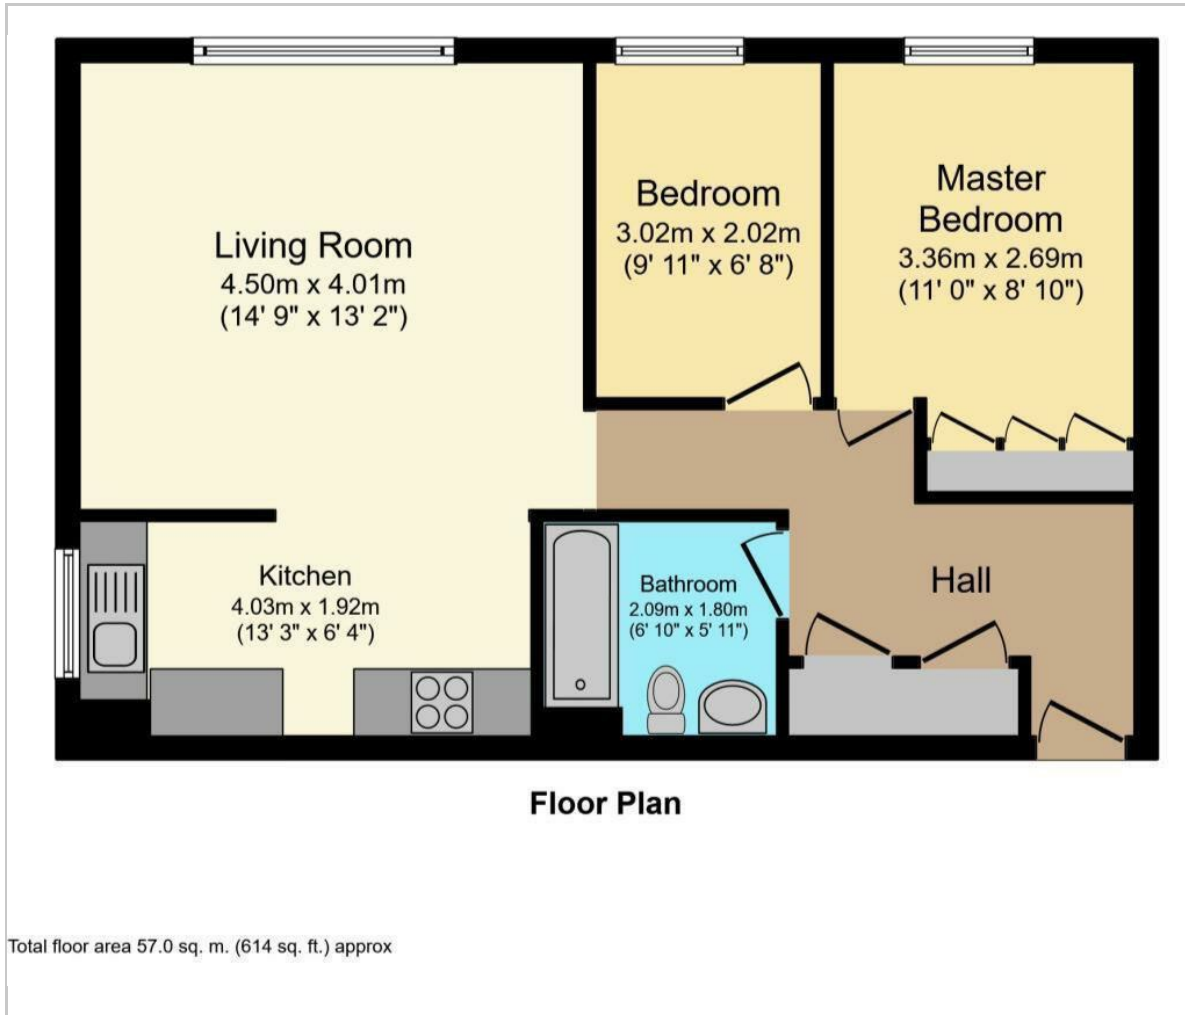 Living Room
4.50m x 4.01m
(14' 9" x 13' 2")
Bedroom
3.02m x 2.02m
(9' 11" x 6' 8")
Master
Bedroom
3.36m x 2.69m
(11' 0" x 8' 10")
Kitchen
4.03m x 1.92m
(13' 3" x 6' 4")
Bathroom
2.09m x 1.80m
(6' 10" x 5' 11")
Hall
Floor Plan
Total floor area 57.0 sq. m. (614 sq. ft.) approx